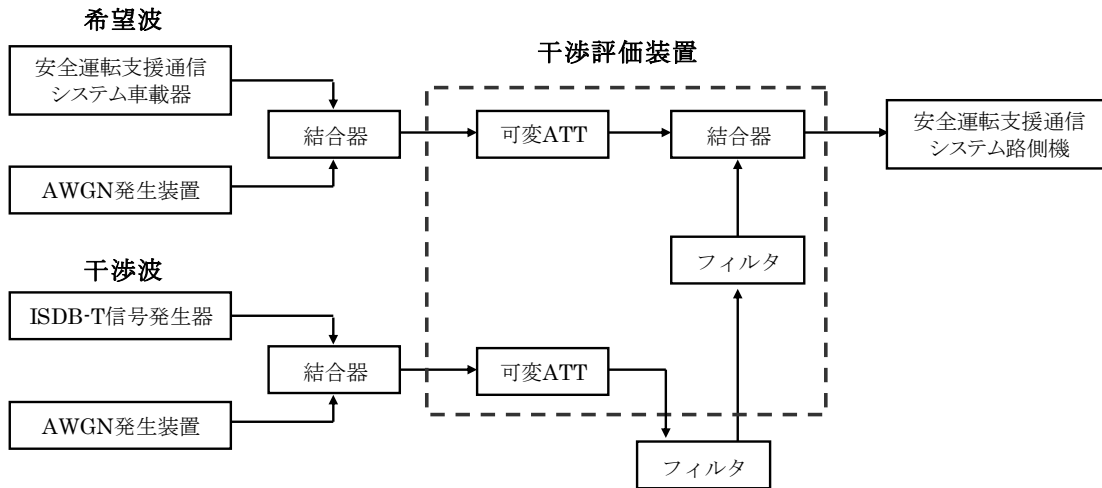 希望波
安全運転支援通信
システム車載器
AWGN発生装置
結合器
干渉評価装置
可変ATT
結合器
安全運転支援通信
システム路側機
フィルタ
干渉波
ISDB-T信号発生器
AWGN発生装置
結合器
可変ATT
フィルタ